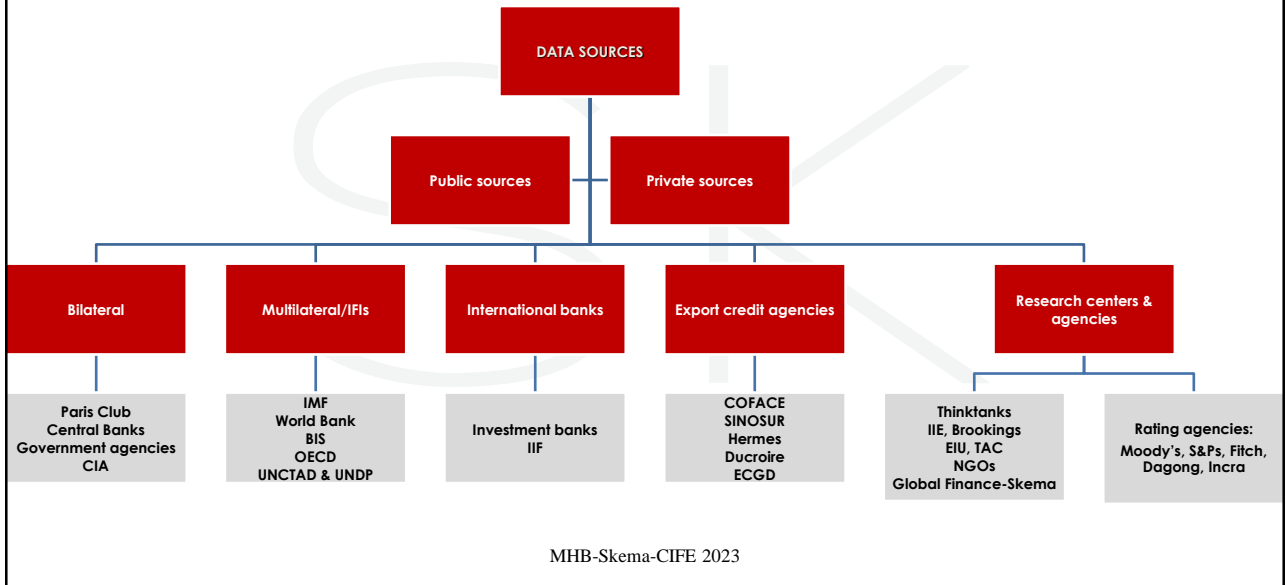 DATA SOURCES
Public sources
Private sources
Bilateral
Multilateral/IFIs
International banks
Export credit agencies
Research centers &
agencies
Paris Club
Central Banks
Government agencies
CIA
IMF
World Bank
BIS
OECD
UNCTAD & UNDP
Investment banks
IIF
COFACE
SINOSUR
Hermes
Ducroire
ECGD
Thinktanks
IIE, Brookings
EIU, TAC
NGOs
Global Finance-Skema
Rating agencies:
Moody's, S&Ps, Fitch,
Dagong, Incra
MHB-Skema-CIFE 2023
SK